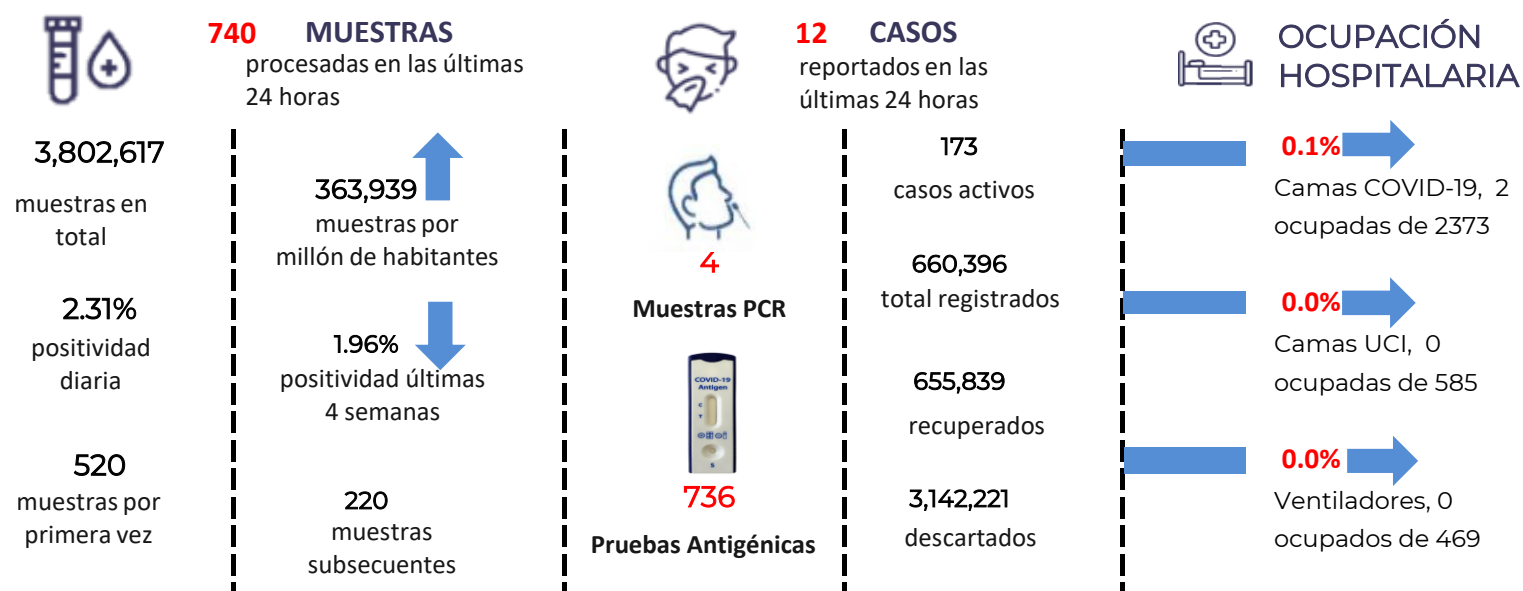 740 MUESTRAS
procesadas en las últimas
24 horas
3,802,617
muestras en
total
2.31%
positividad
diaria
520
muestras por
primera vez
363,939
muestras por
millón de habitantes
1.96%
positividad últimas
4 semanas
220
muestras
subsecuentes
12 CASOS
reportados en las
últimas 24 horas
4
Muestras PCR
COVID-19
Antigen
C
T
S
736
Pruebas Antigénicas
173
casos activos
660,396
total registrados
655,839
recuperados
3,142,221
descartados
OCUPACIÓN
HOSPITALARIA
0.1%
Camas COVID-19, 2
ocupadas de 2373
0.0%
Camas UCI, 0
ocupadas de 585
0.0%
Ventiladores, 0
ocupados de 469